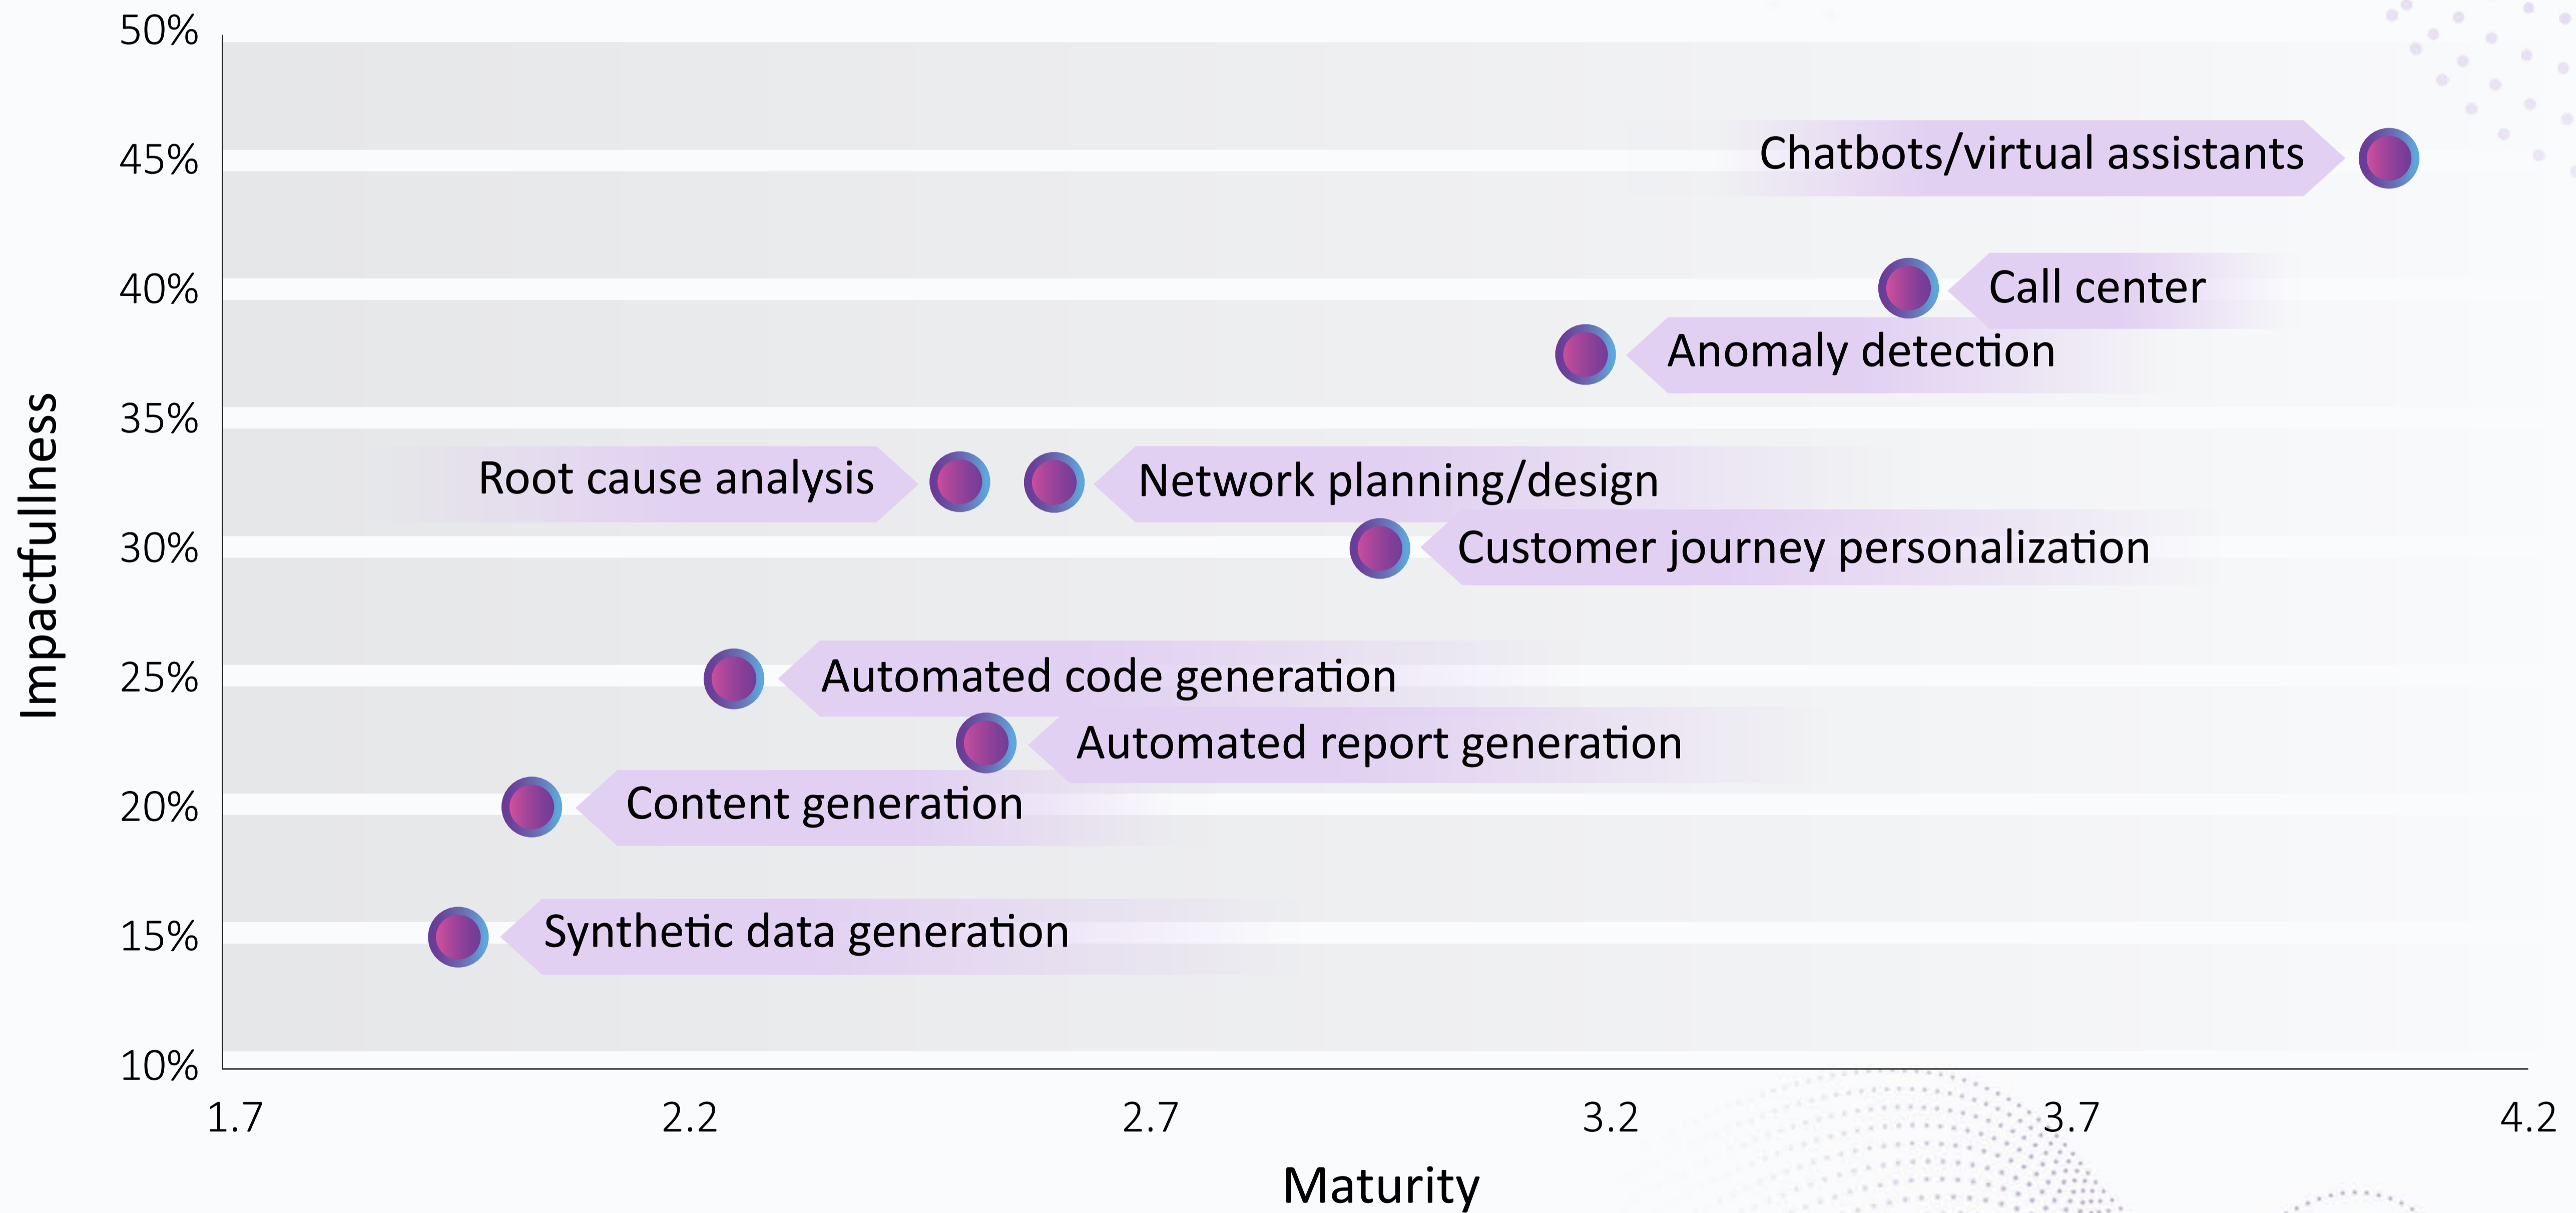 50%
45%
Chatbots/virtual assistants
40%
Call center
Anomaly detection
35%
Root cause analysis
Network planning/design
30%
Customer journey personalization
25%
Automated code generation
Automated report generation
20%
Content generation
15%
Synthetic data generation
10%
Impactfullness
1.7 2.2 2.7 3.2 3.7 4.2
Maturity